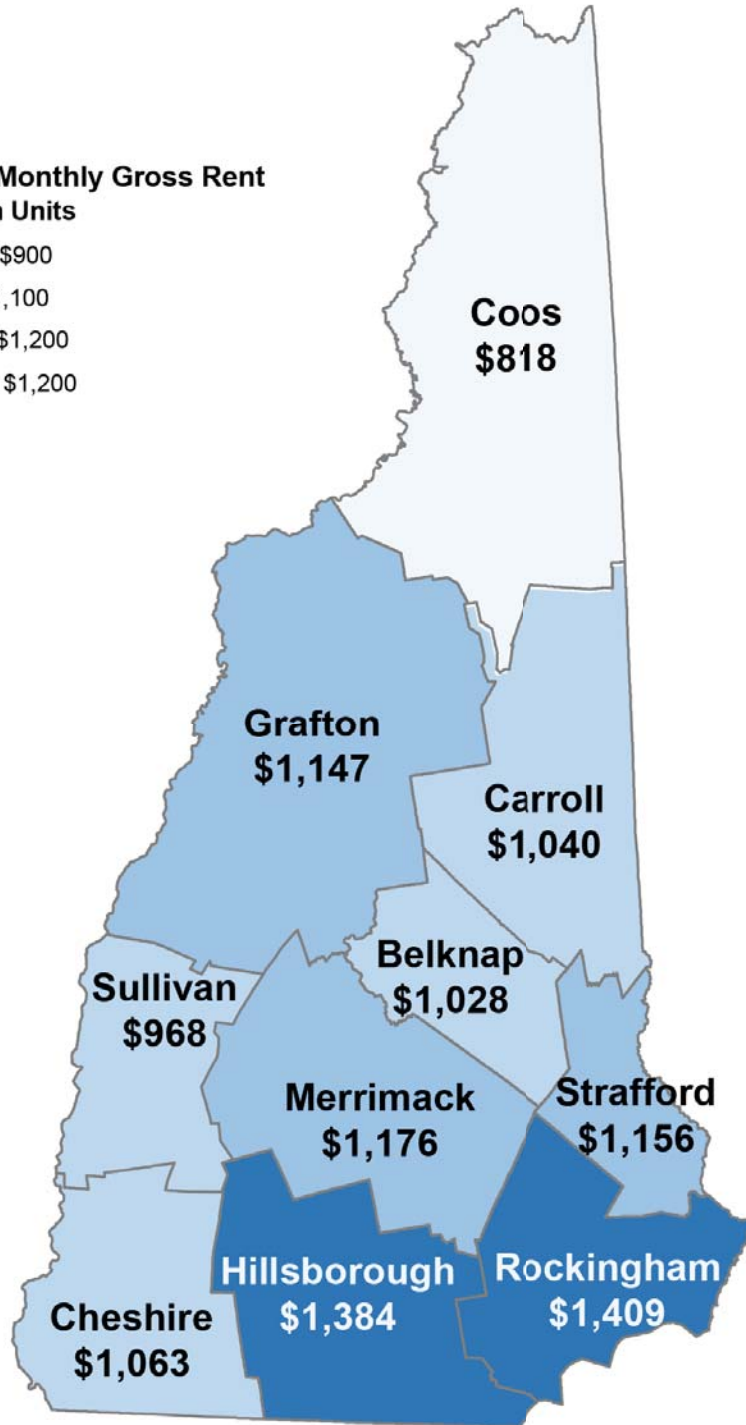 Monthly Gross Rent
Units
$900
,100
$1,200
$1,200
Coos
$818
Grafton
$1,147
Carroll
$1,040
Belknap
$1,028
Sullivan
$968
Merrimack
$1,176
Strafford
$1,156
Hillsborough
$1,384
Rockingham
$1,409
Cheshire
$1,063